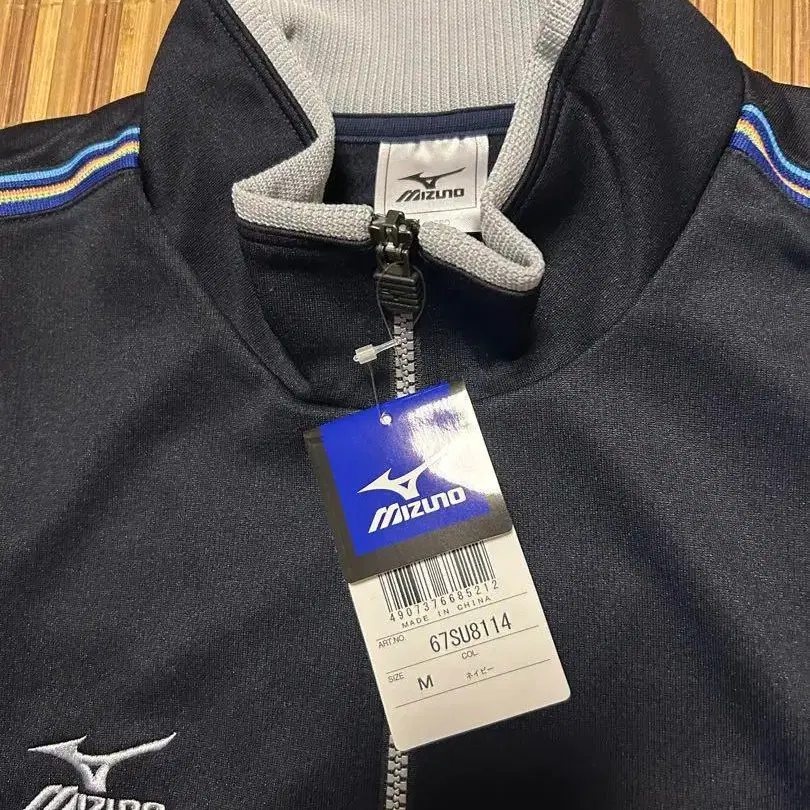 MIZUNO
MIZUNO
4907376685212
MADE IN CHINA
ART.NO. 67SU8114
SIZE M COL. ネイビー
MIZUNO